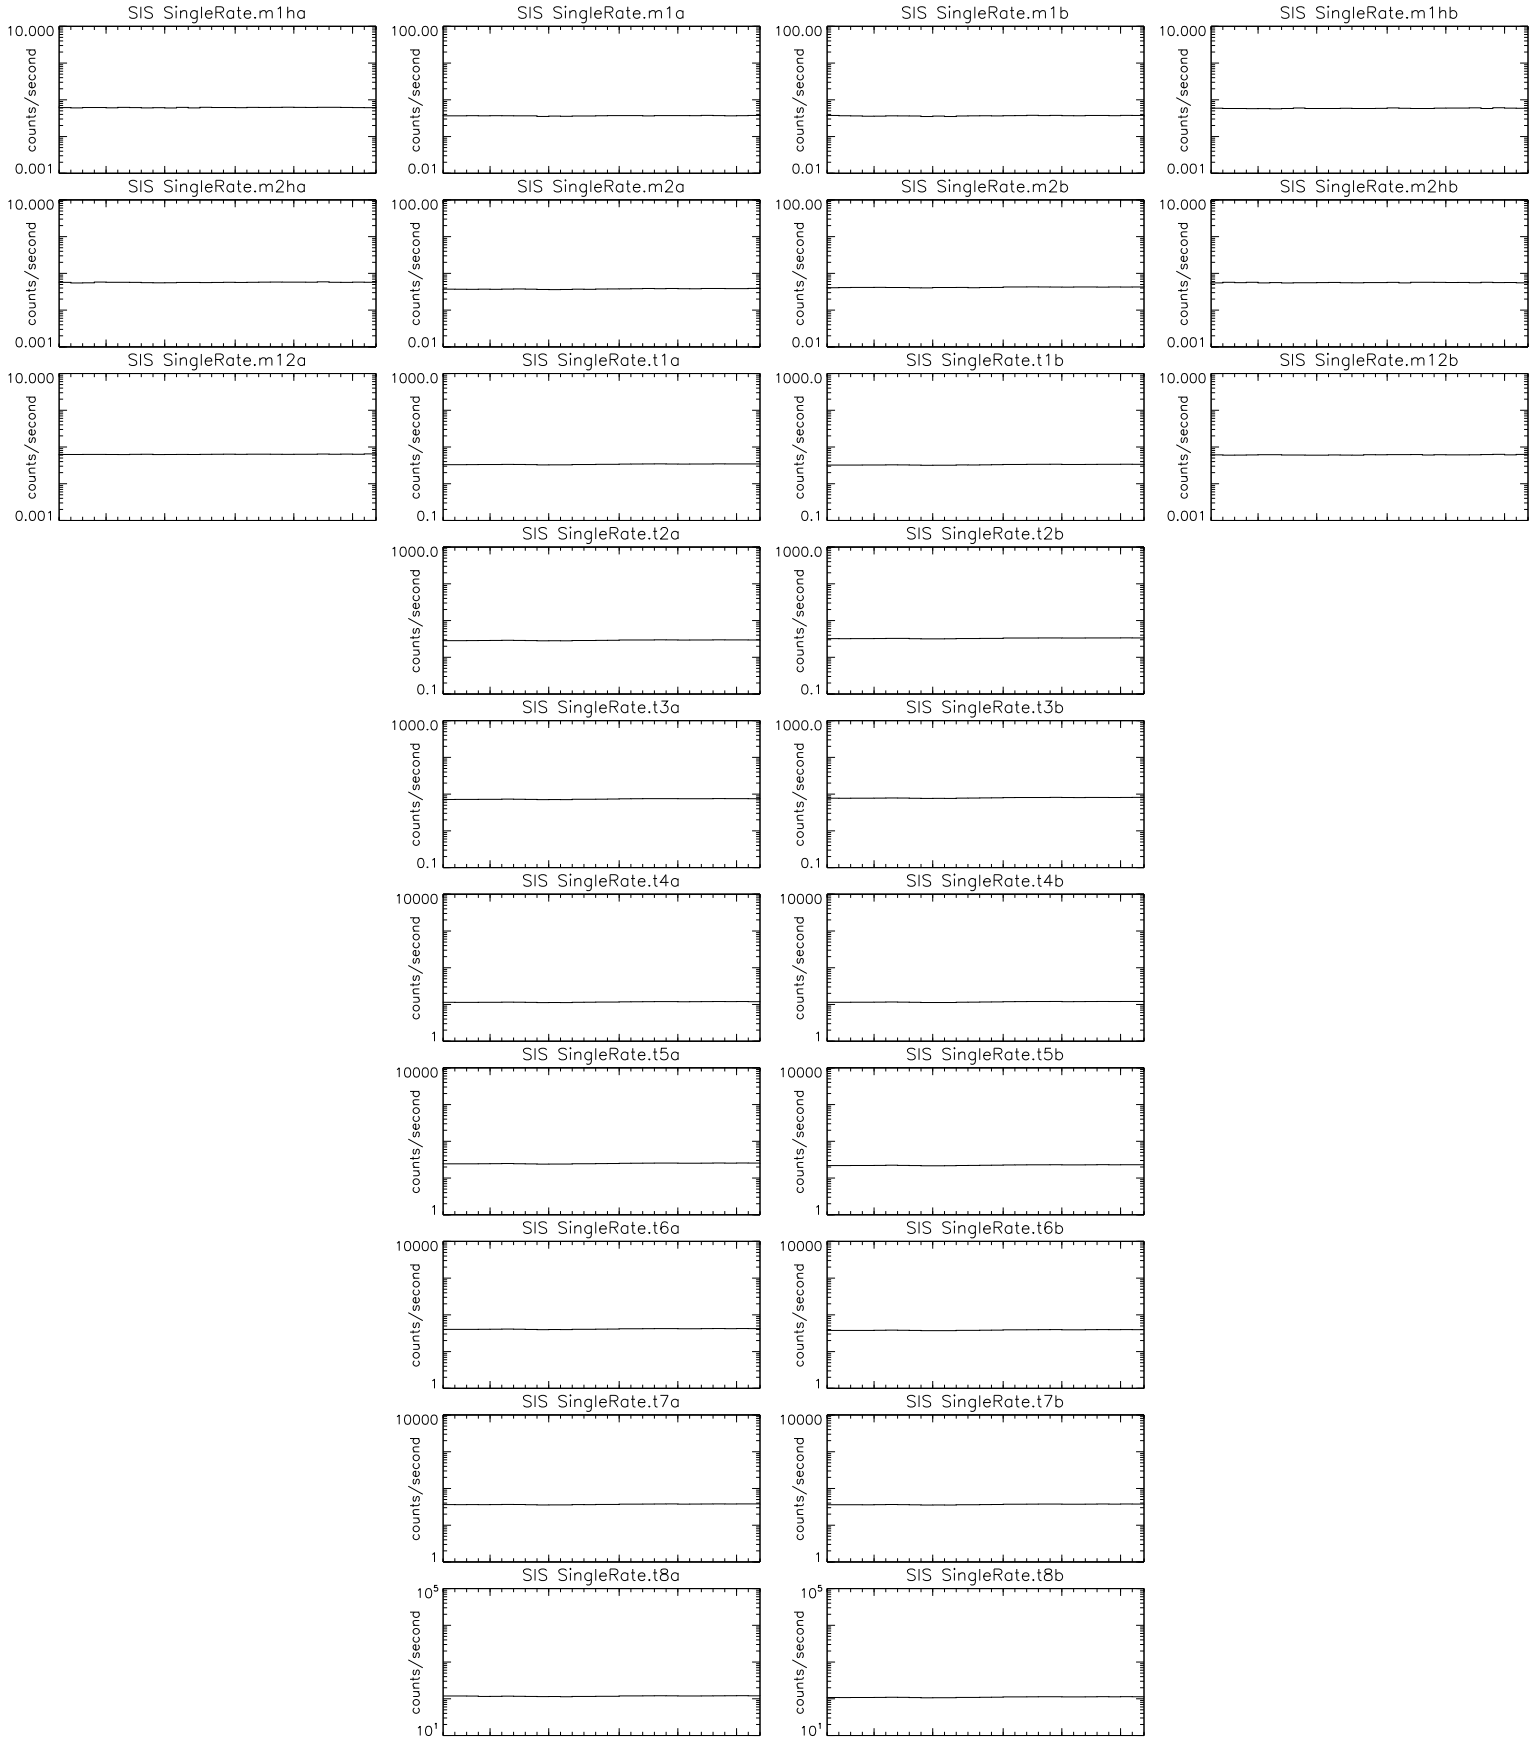 SIS SingleRate.m1ha
10.000
counts/second
0.001
SIS SingleRate.m1a
100.00
counts/second
0.01
SIS SingleRate.m1b
100.00
counts/second
0.01
SIS SingleRate.m1hb
10.000
counts/second
0.001
SIS SingleRate.m2ha
10.000
counts/second
0.001
SIS SingleRate.m2a
100.00
counts/second
0.01
SIS SingleRate.m2b
100.00
counts/second
0.01
SIS SingleRate.m2hb
10.000
counts/second
0.001
SIS SingleRate.m12a
10.000
counts/second
0.001
SIS SingleRate.t1a
1000.0
counts/second
0.1
SIS SingleRate.t1b
1000.0
counts/second
0.1
SIS SingleRate.m12b
10.000
counts/second
0.001
SIS SingleRate.t2a
1000.0
counts/second
0.1
SIS SingleRate.t2b
1000.0
counts/second
0.1
SIS SingleRate.t3a
1000.0
counts/second
0.1
SIS SingleRate.t3b
1000.0
counts/second
0.1
SIS SingleRate.t4a
10000
counts/second
1
SIS SingleRate.t4b
10000
counts/second
1
SIS SingleRate.t5a
10000
counts/second
1
SIS SingleRate.t5b
10000
counts/second
1
SIS SingleRate.t6a
10000
counts/second
1
SIS SingleRate.t6b
10000
counts/second
1
SIS SingleRate.t7a
10000
counts/second
1
SIS SingleRate.t7b
10000
counts/second
1
SIS SingleRate.t8a
10⁵
counts/second
10¹
SIS SingleRate.t8b
10⁵
counts/second
10¹